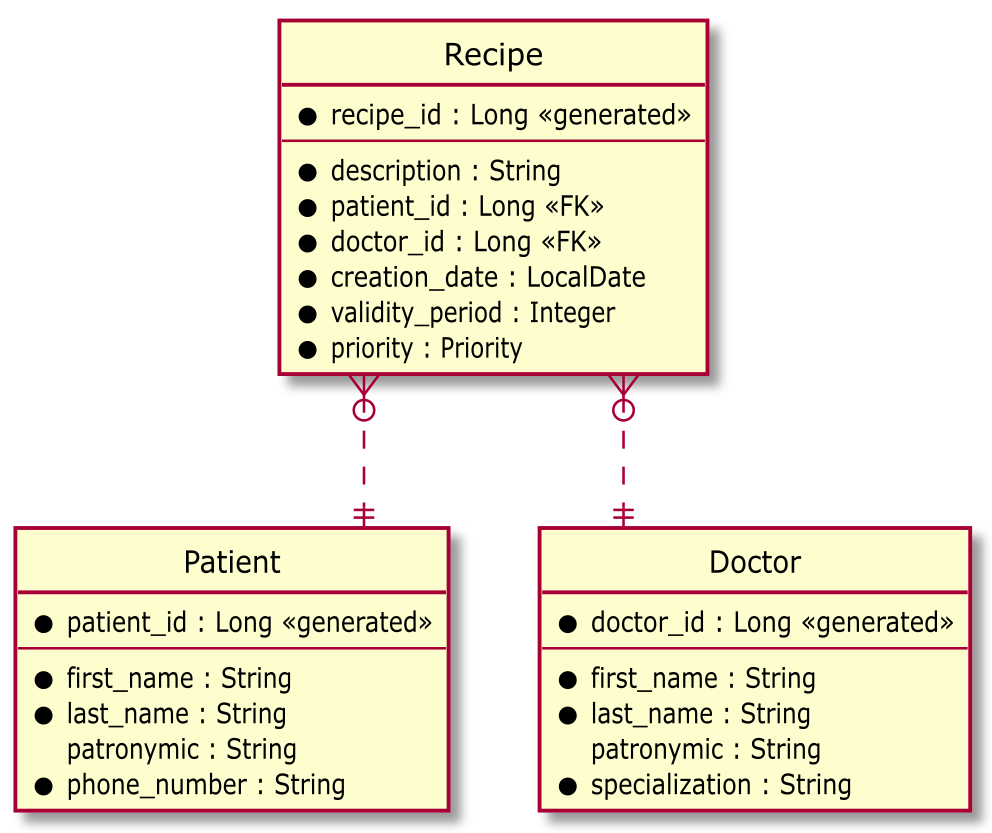 Recipe
recipe_id : Long «generated»
description : String
patient_id : Long «FK»
doctor_id : Long «FK»
creation_date : LocalDate
validity_period : Integer
priority : Priority
Patient
patient_id : Long «generated»
first_name : String
last_name : String
patronymic : String
phone_number : String
Doctor
doctor_id : Long «generated»
first_name : String
last_name : String
patronymic : String
specialization : String